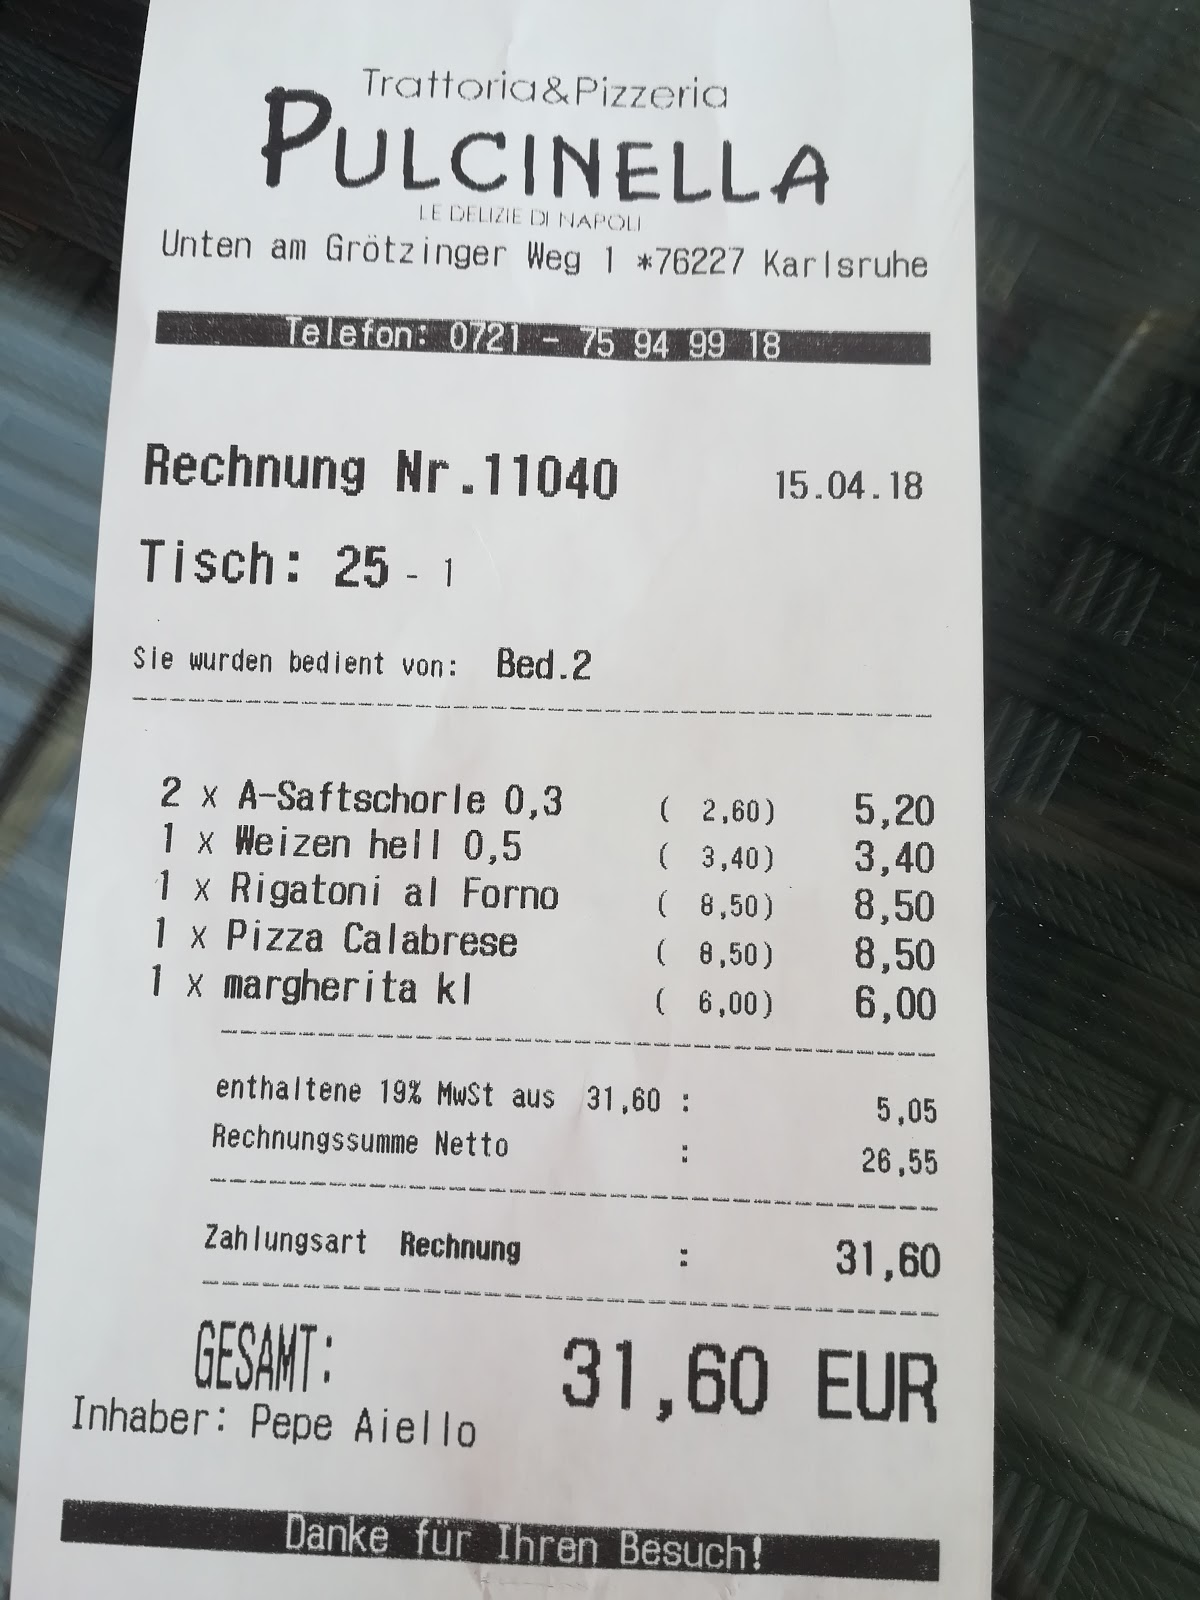 Trattoria&Pizzeria
PULCINELLA
LE DELIZIE DI NAPOLI
Unten am Grötzinger Weg 1 *76227 Karlsruhe
Telefon: 0721 - 75 94 99 18
Rechnung Nr.11040 15.04.18
Tisch: 25 - 1
Sie wurden bedient von: Bed.2
2 x A-Saftschorle 0,3 ( 2,60) 5,20
1 x Weizen hell 0,5 ( 3,40) 3,40
1 x Rigatoni al Forno ( 8,50) 8,50
1 x Pizza Calabrese ( 8,50) 8,50
1 x margherita kl ( 6,00) 6,00
enthaltene 19% MwSt aus 31,60 : 5,05
Rechnungssumme Netto : 26,55
Zahlungsart Rechnung : 31,60
GESAMT: 31,60 EUR
Inhaber: Pepe Aiello
Danke für Ihren Besuch!